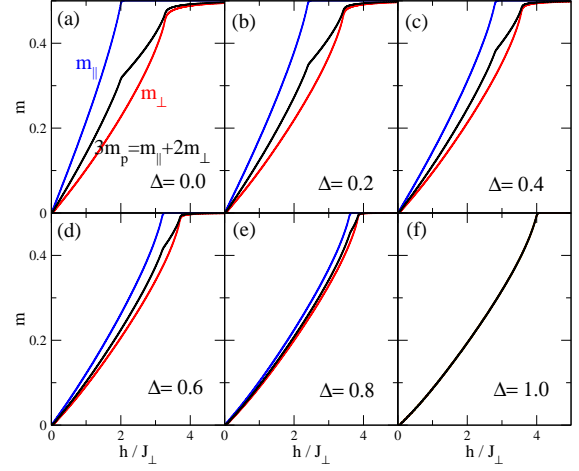 (a)
(b)
(c)
m∥
m⊥
3mₚ=m∥+2m⊥
Δ= 0.0
Δ= 0.2
Δ= 0.4
0.4
0.2
0
m
(d)
(e)
(f)
Δ= 0.6
Δ= 0.8
Δ= 1.0
0.4
0.2
0
m
0 2 4
0 2 4
0 2 4
h / J⊥
h / J⊥
h / J⊥